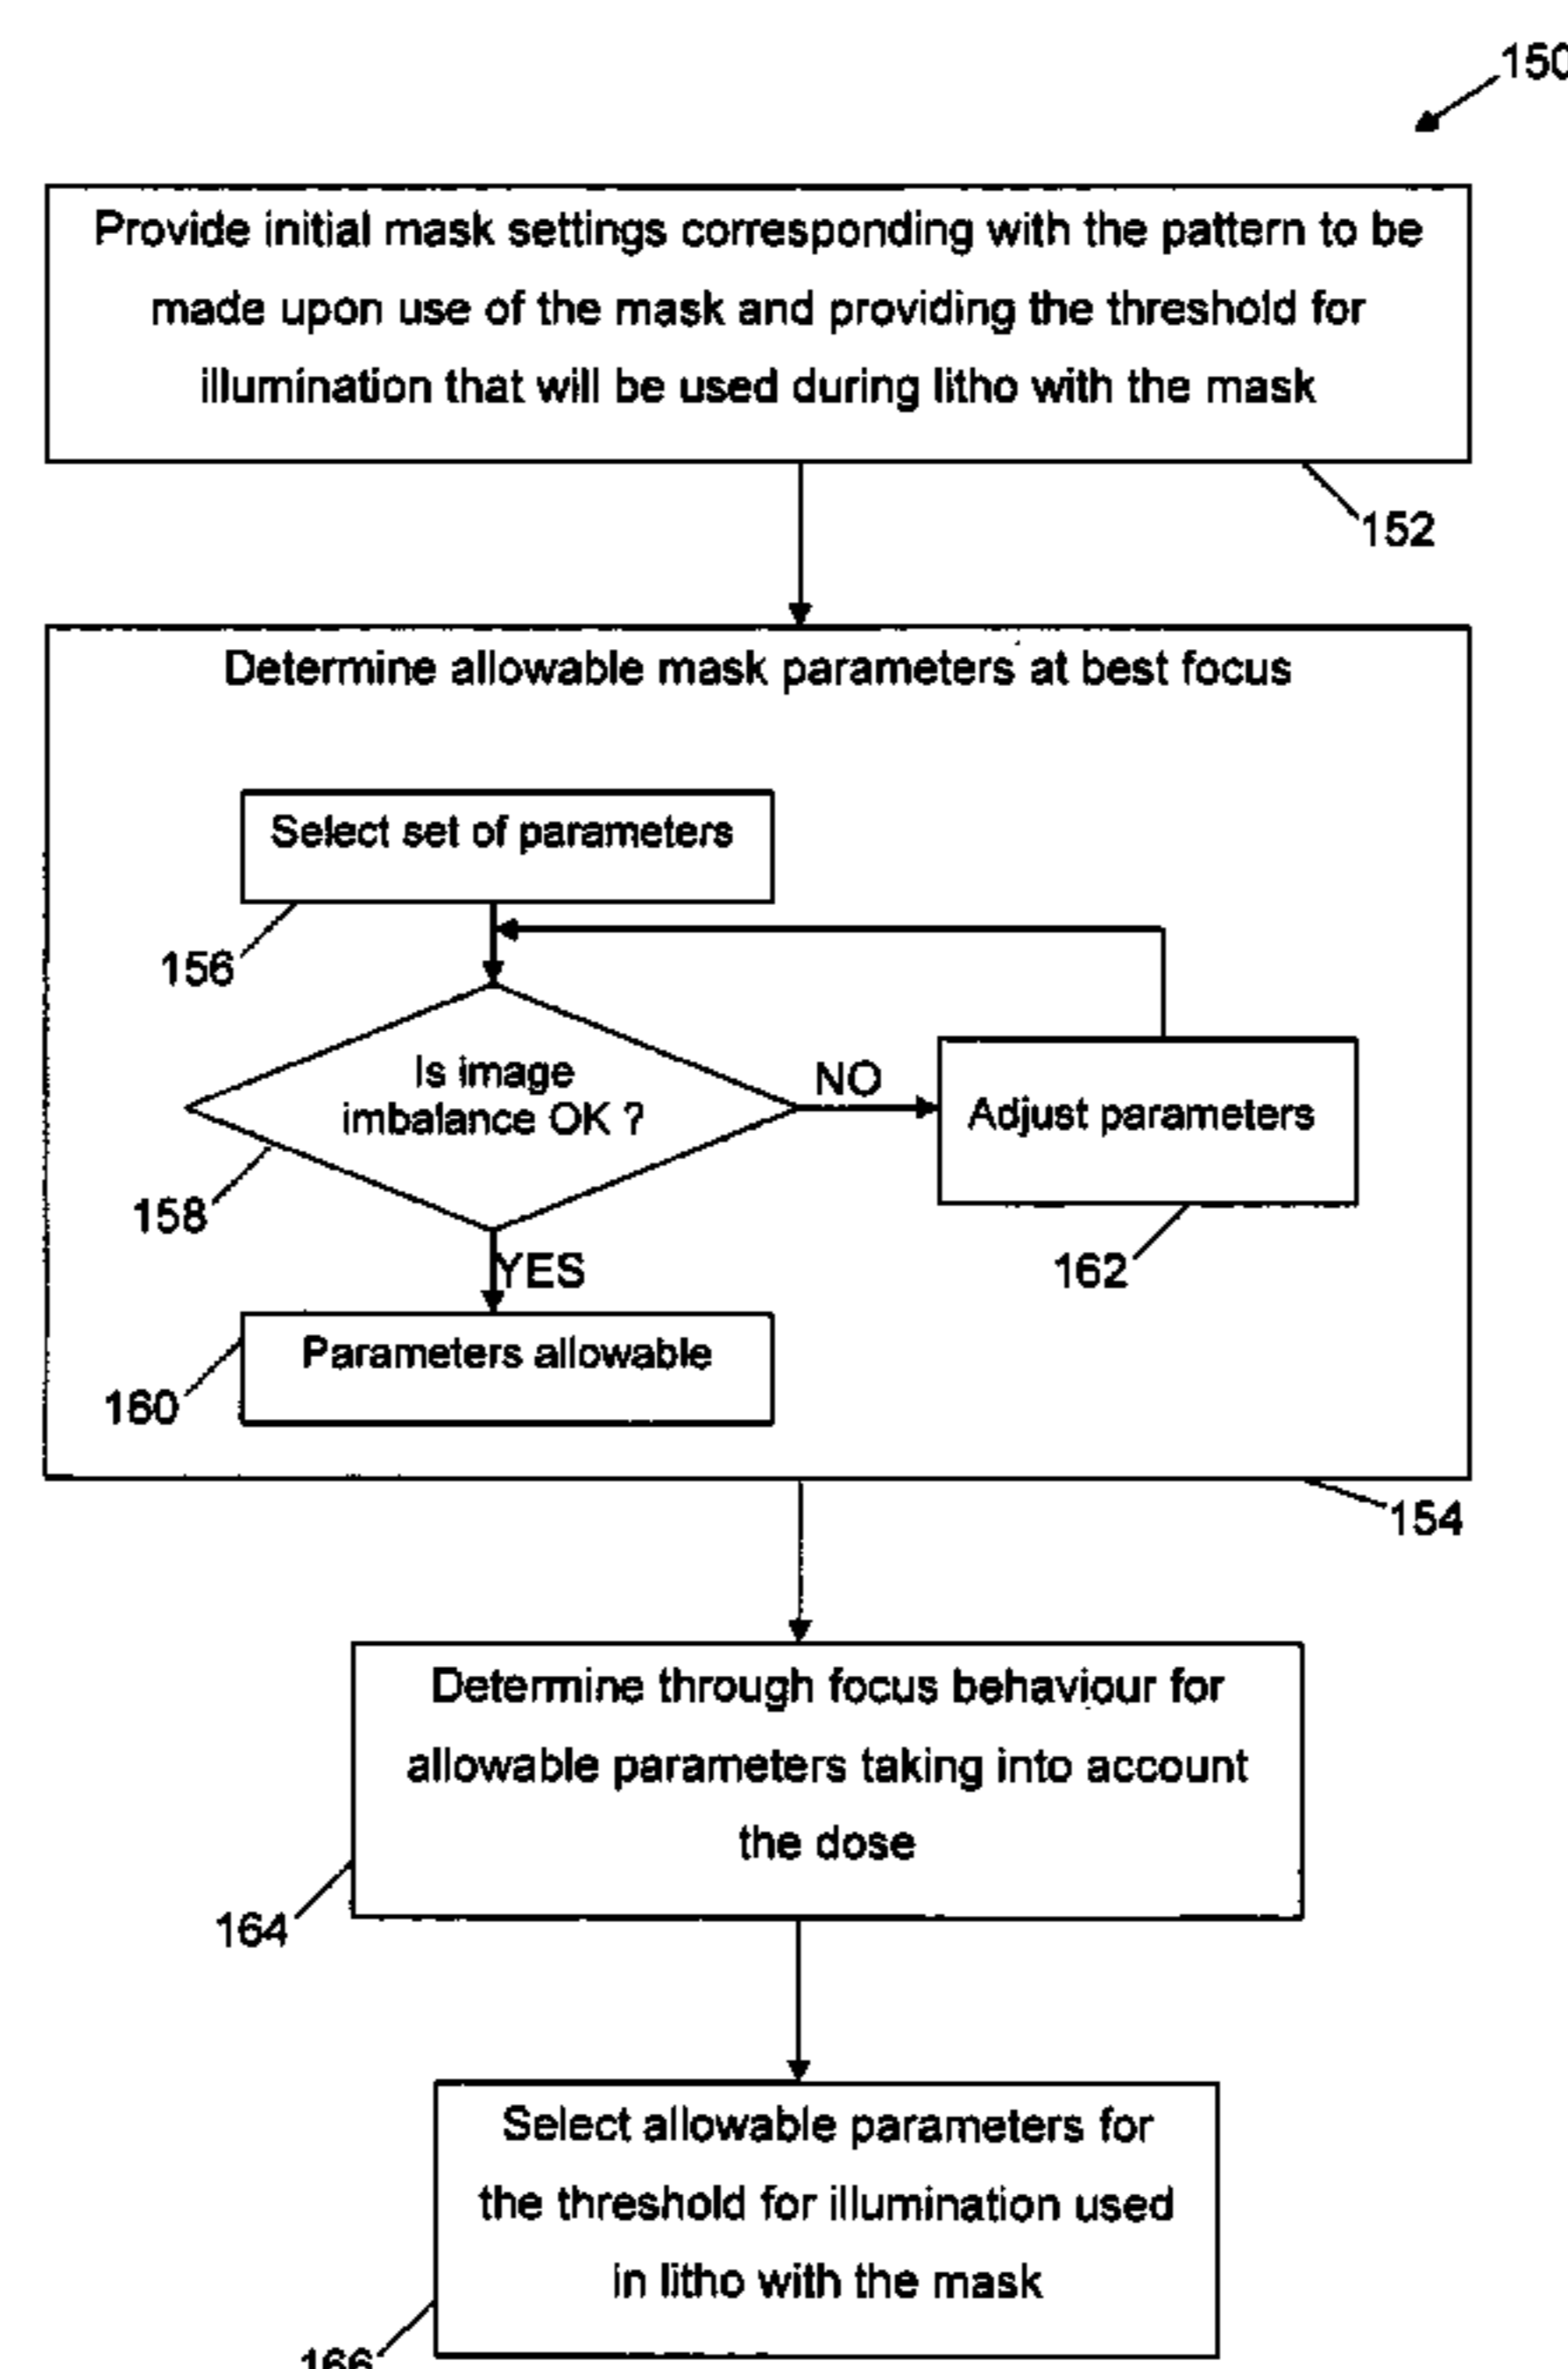 150
Provide initial mask settings corresponding with the pattern to be
made upon use of the mask and providing the threshold for
illumination that will be used during litho with the mask
152
Determine allowable mask parameters at best focus
Select set of parameters
156
Is image
imbalance OK ?
NO
Adjust parameters
158
162
YES
Parameters allowable
160
154
Determine through focus behaviour for
allowable parameters taking into account
the dose
164
Select allowable parameters for
the threshold for illumination used
in litho with the mask
166